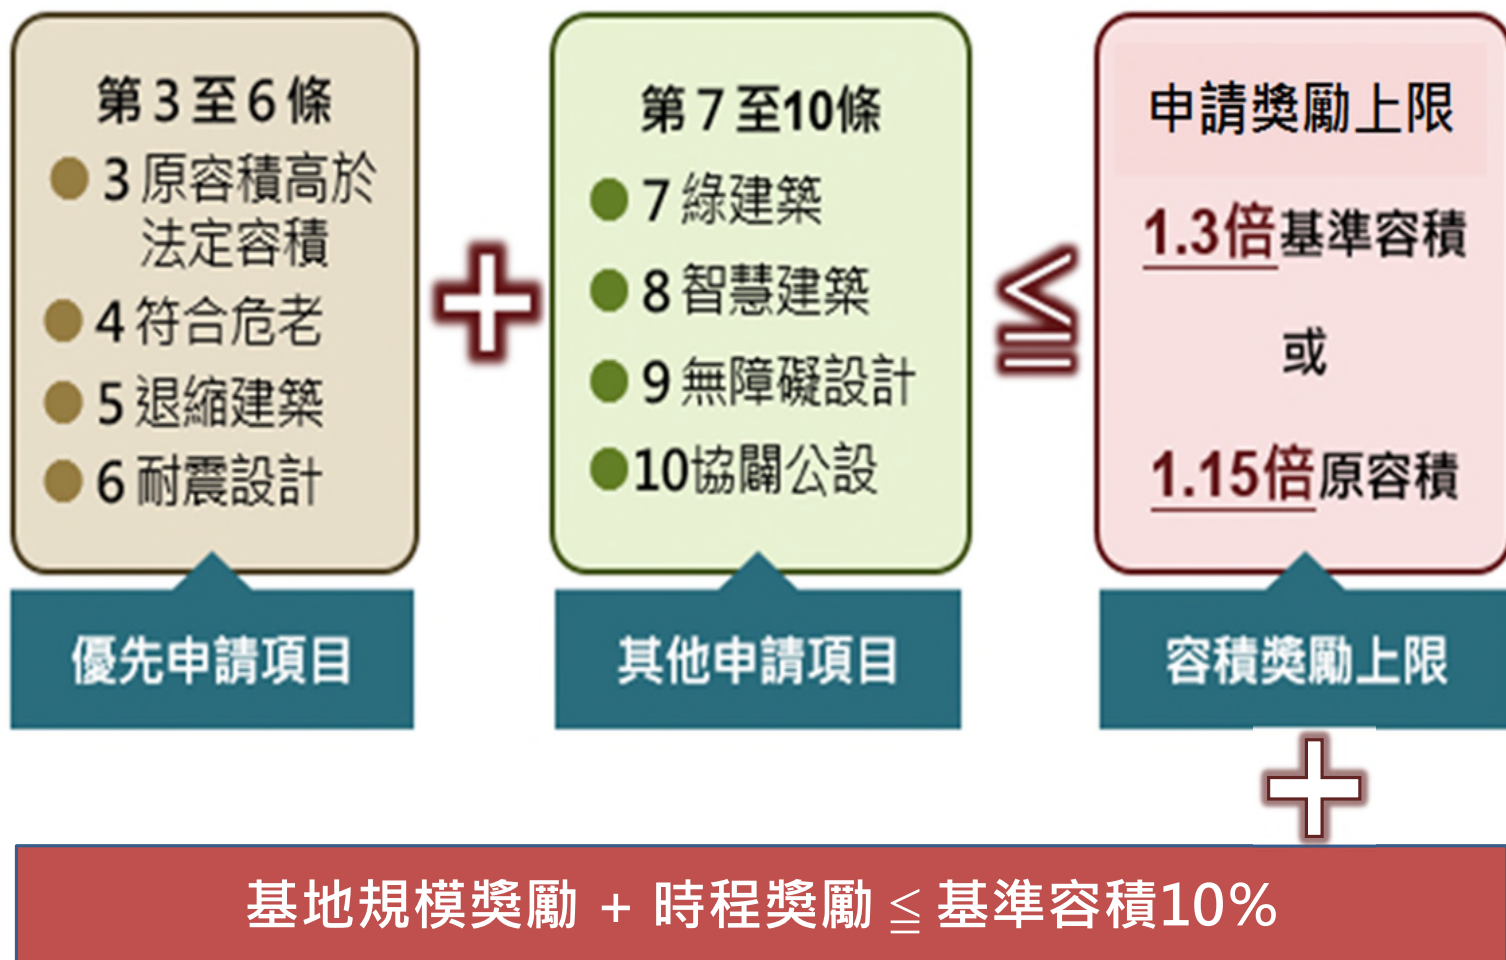 第3至6條
3 原容積高於
法定容積
4 符合危老
5 退縮建築
6 耐震設計
優先申請項目
+
第7至10條
7 綠建築
8 智慧建築
9 無障礙設計
10協闢公設
其他申請項目
≦
申請獎勵上限
1.3倍基準容積
或
1.15倍原容積
容積獎勵上限
+
基地規模獎勵 + 時程獎勵 ≦ 基準容積10%